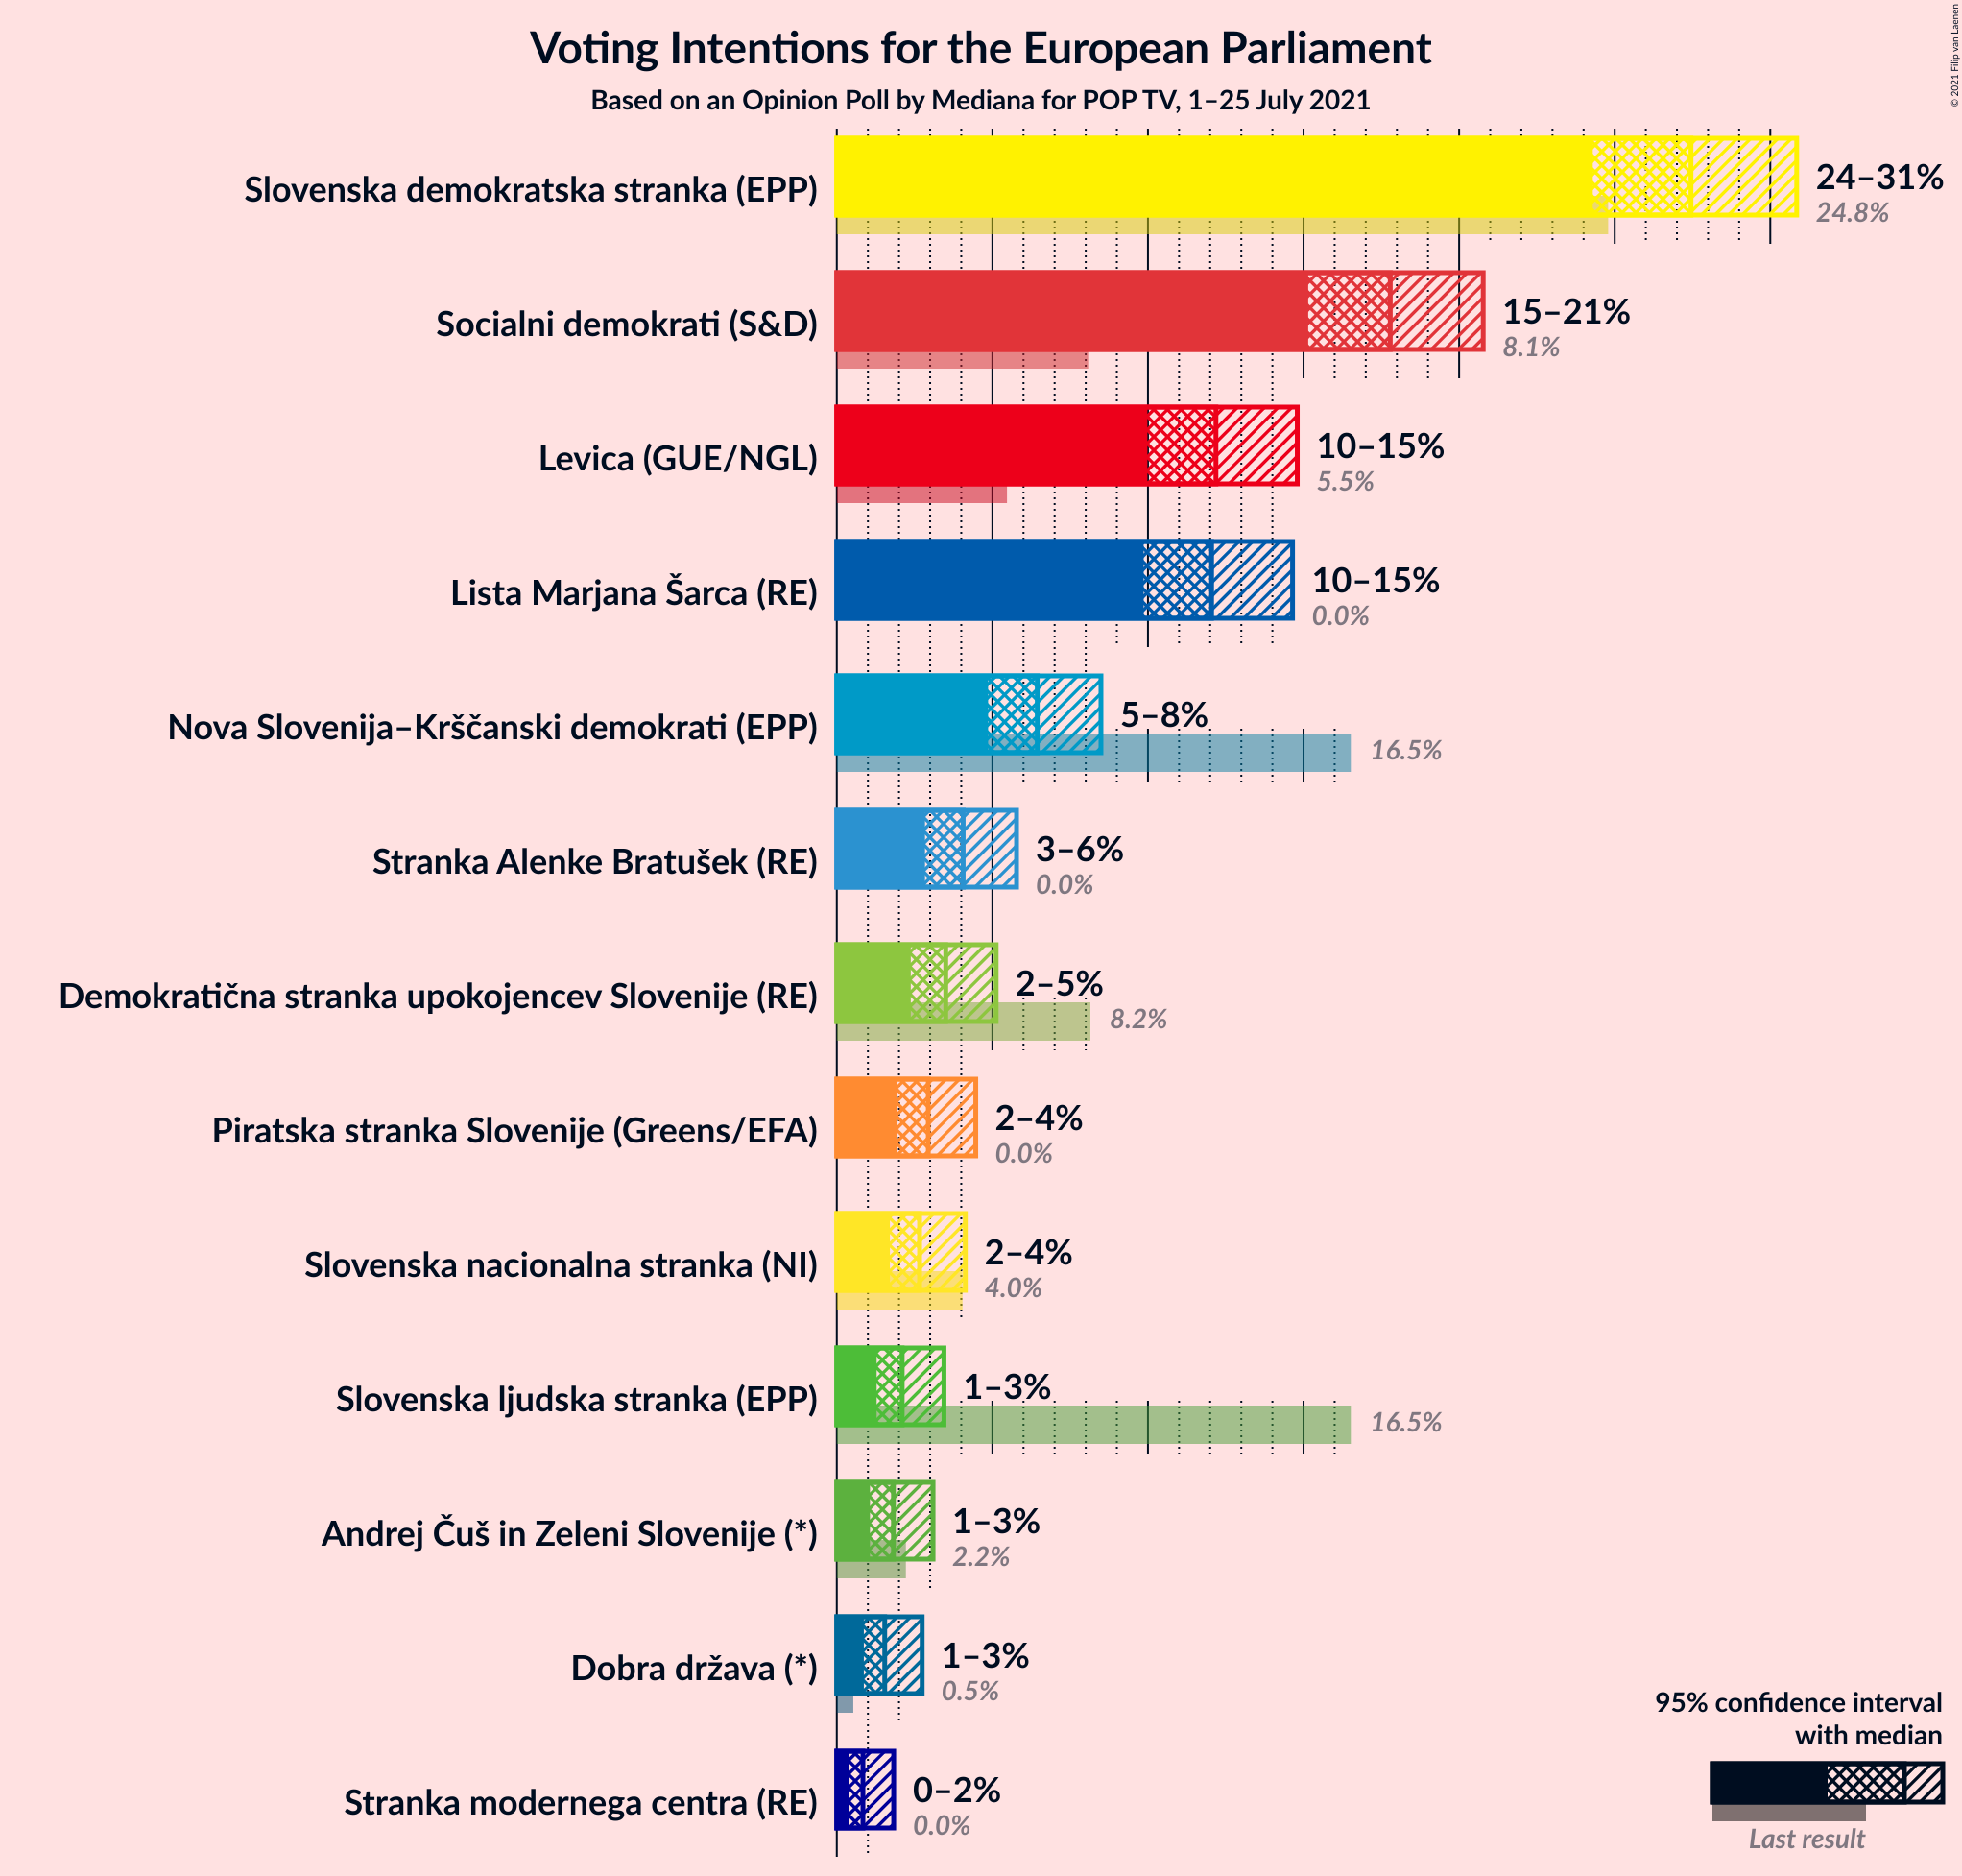 Voting Intentions for the European Parliament
Based on an Opinion Poll by Mediana for POP TV, 1–25 July 2021
© 2021 Filip van Laenen
Slovenska demokratska stranka (EPP)
24–31%
24.8%
Socialni demokrati (S&D)
15–21%
8.1%
Levica (GUE/NGL)
10–15%
5.5%
Lista Marjana Šarca (RE)
10–15%
0.0%
Nova Slovenija–Krščanski demokrati (EPP)
5–8%
16.5%
Stranka Alenke Bratušek (RE)
3–6%
0.0%
Demokratična stranka upokojencev Slovenije (RE)
2–5%
8.2%
Piratska stranka Slovenije (Greens/EFA)
2–4%
0.0%
Slovenska nacionalna stranka (NI)
2–4%
4.0%
Slovenska ljudska stranka (EPP)
1–3%
16.5%
Andrej Čuš in Zeleni Slovenije (*)
1–3%
2.2%
Dobra država (*)
1–3%
0.5%
Stranka modernega centra (RE)
0–2%
0.0%
95% confidence interval
with median
Last result